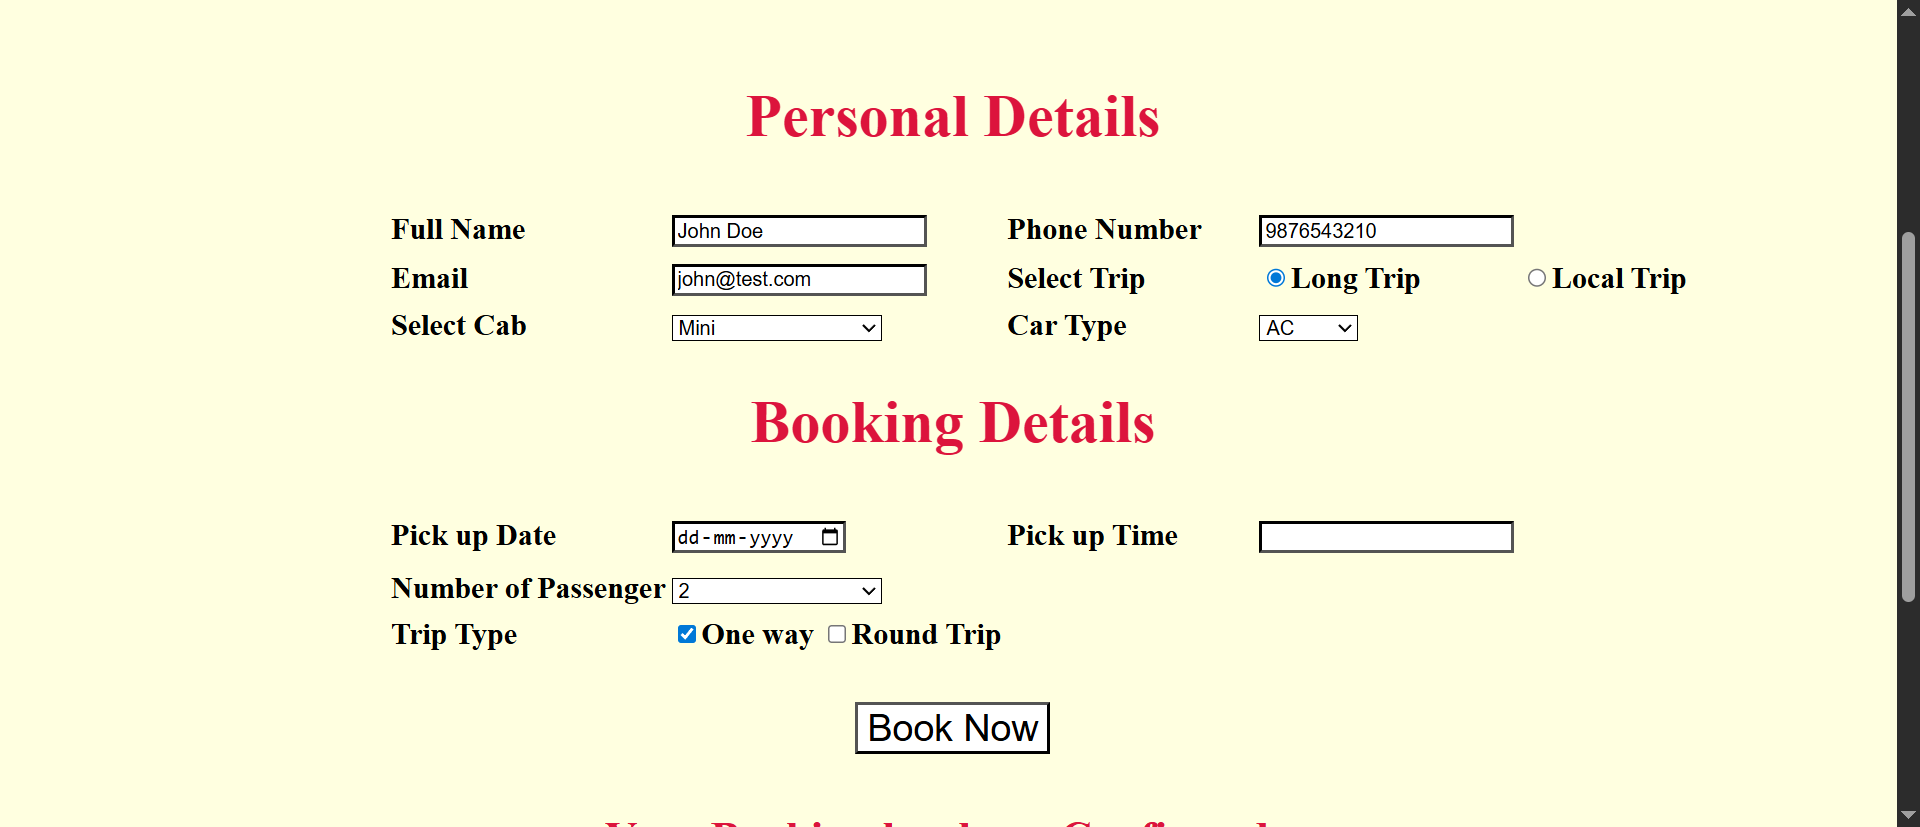 Personal Details
Full Name John Doe Phone Number 9876543210
Email john@test.com Select Trip Long Trip Local Trip
Select Cab Mini Car Type AC
Booking Details
Pick up Date dd-mm-yyyy Pick up Time
Number of Passenger 2
Trip Type One way Round Trip
Book Now